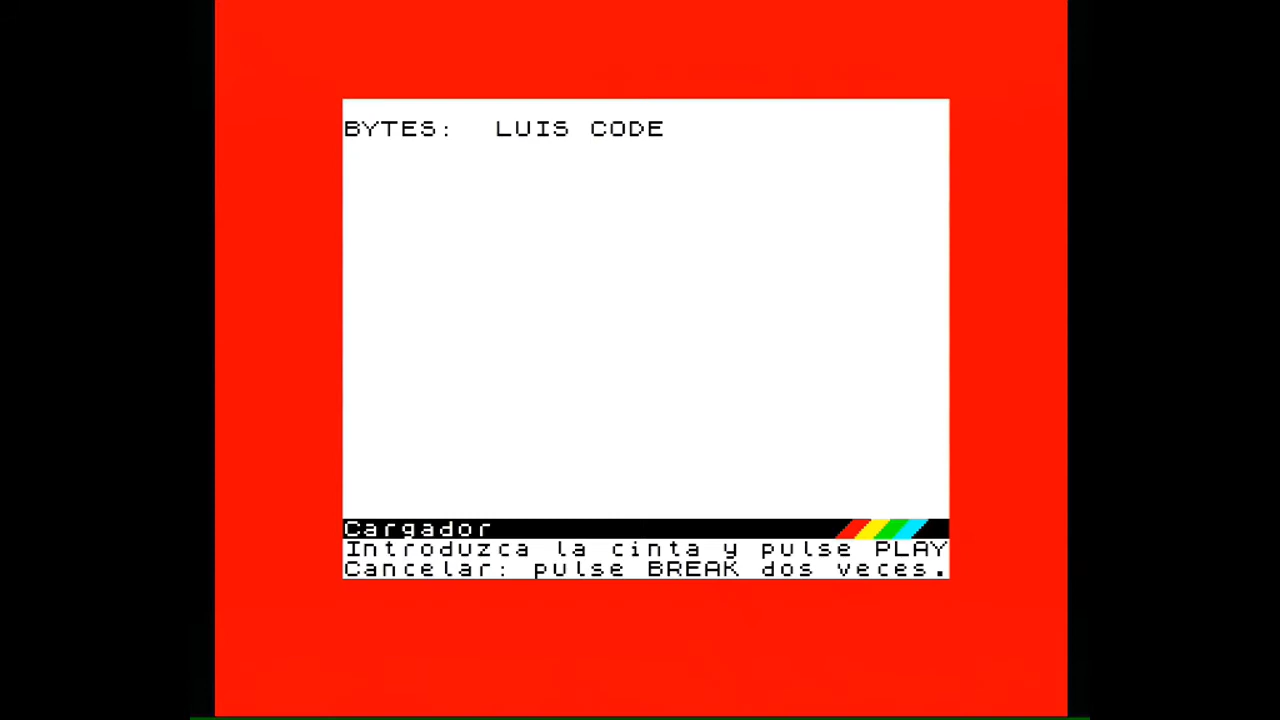 BYTES: LUIS CODE
Cargador
Introduzca la cinta y pulse PLAY
Cancelar: pulse BREAK dos veces.